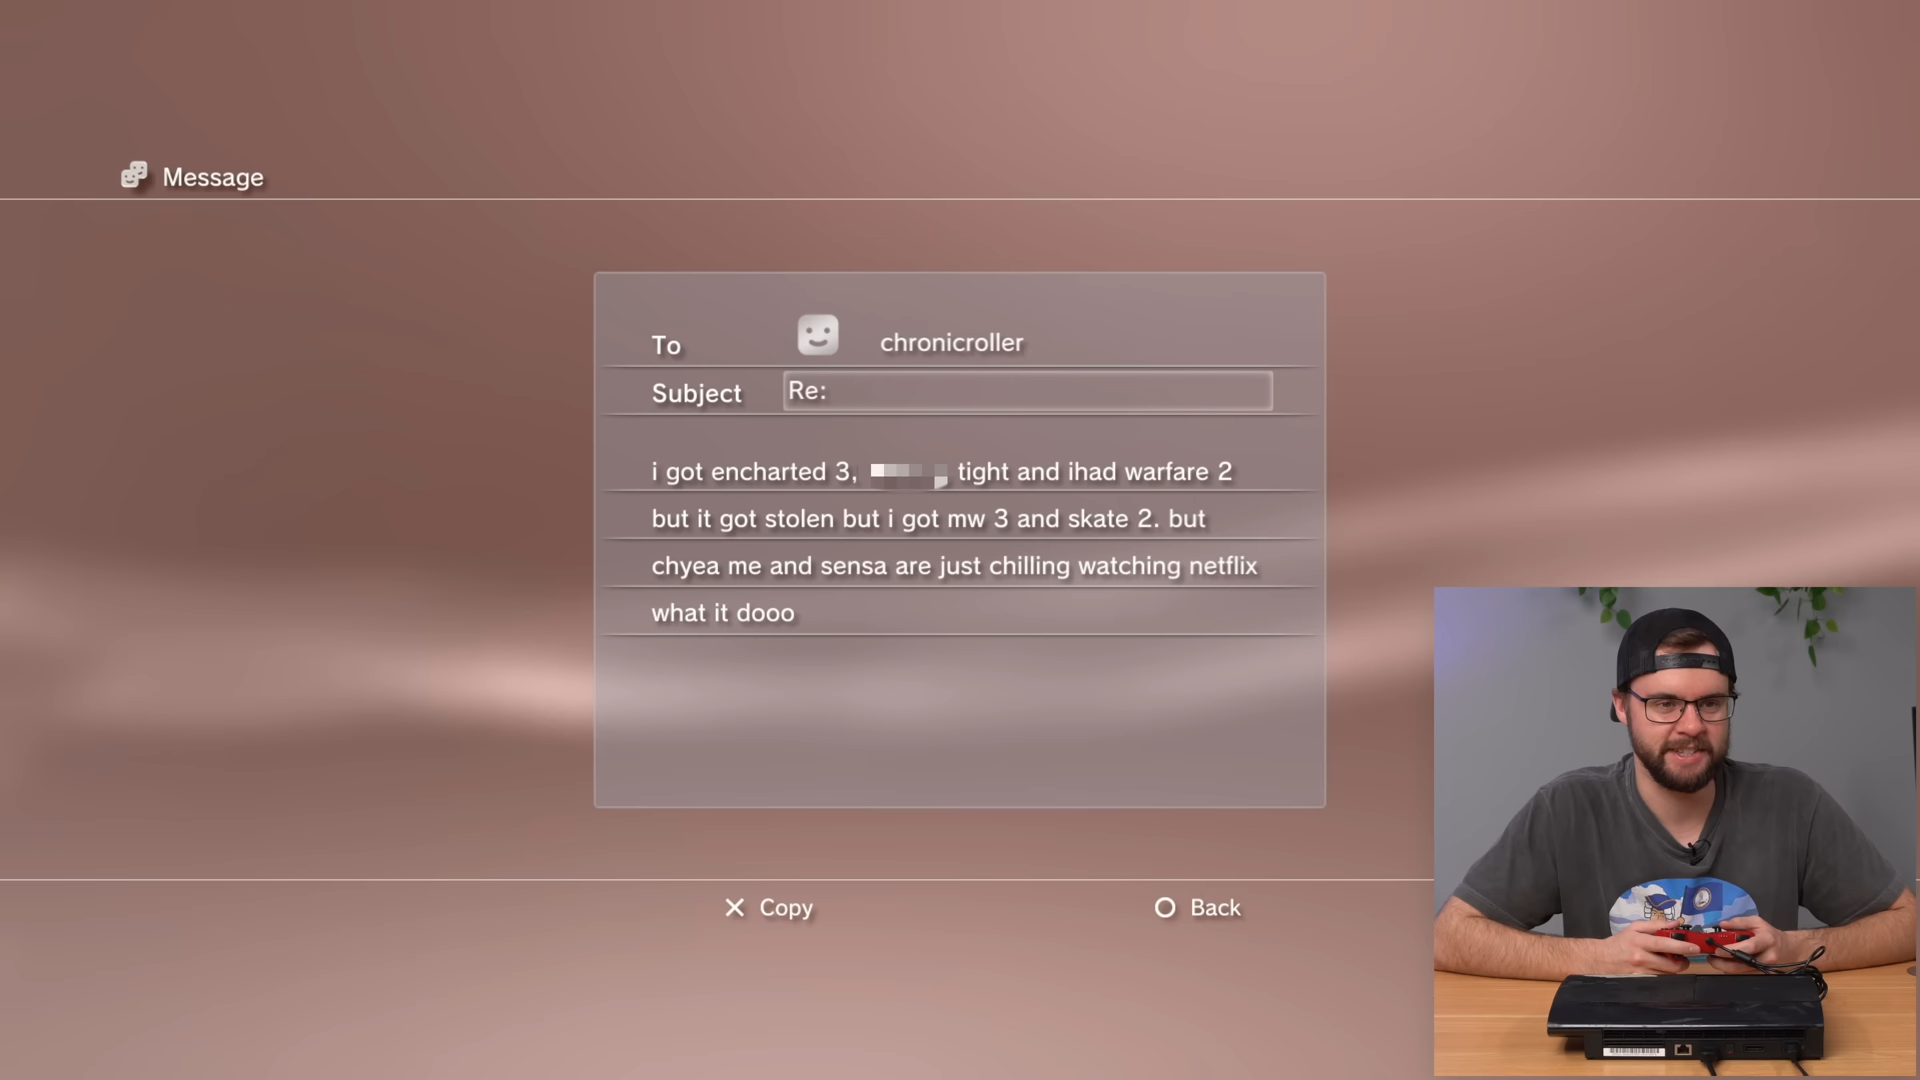 Message
To chronicroller
Subject Re:
i got encharted 3, tight and ihad warfare 2
but it got stolen but i got mw 3 and skate 2. but
chyea me and sensa are just chilling watching netflix
what it dooo
Copy Back